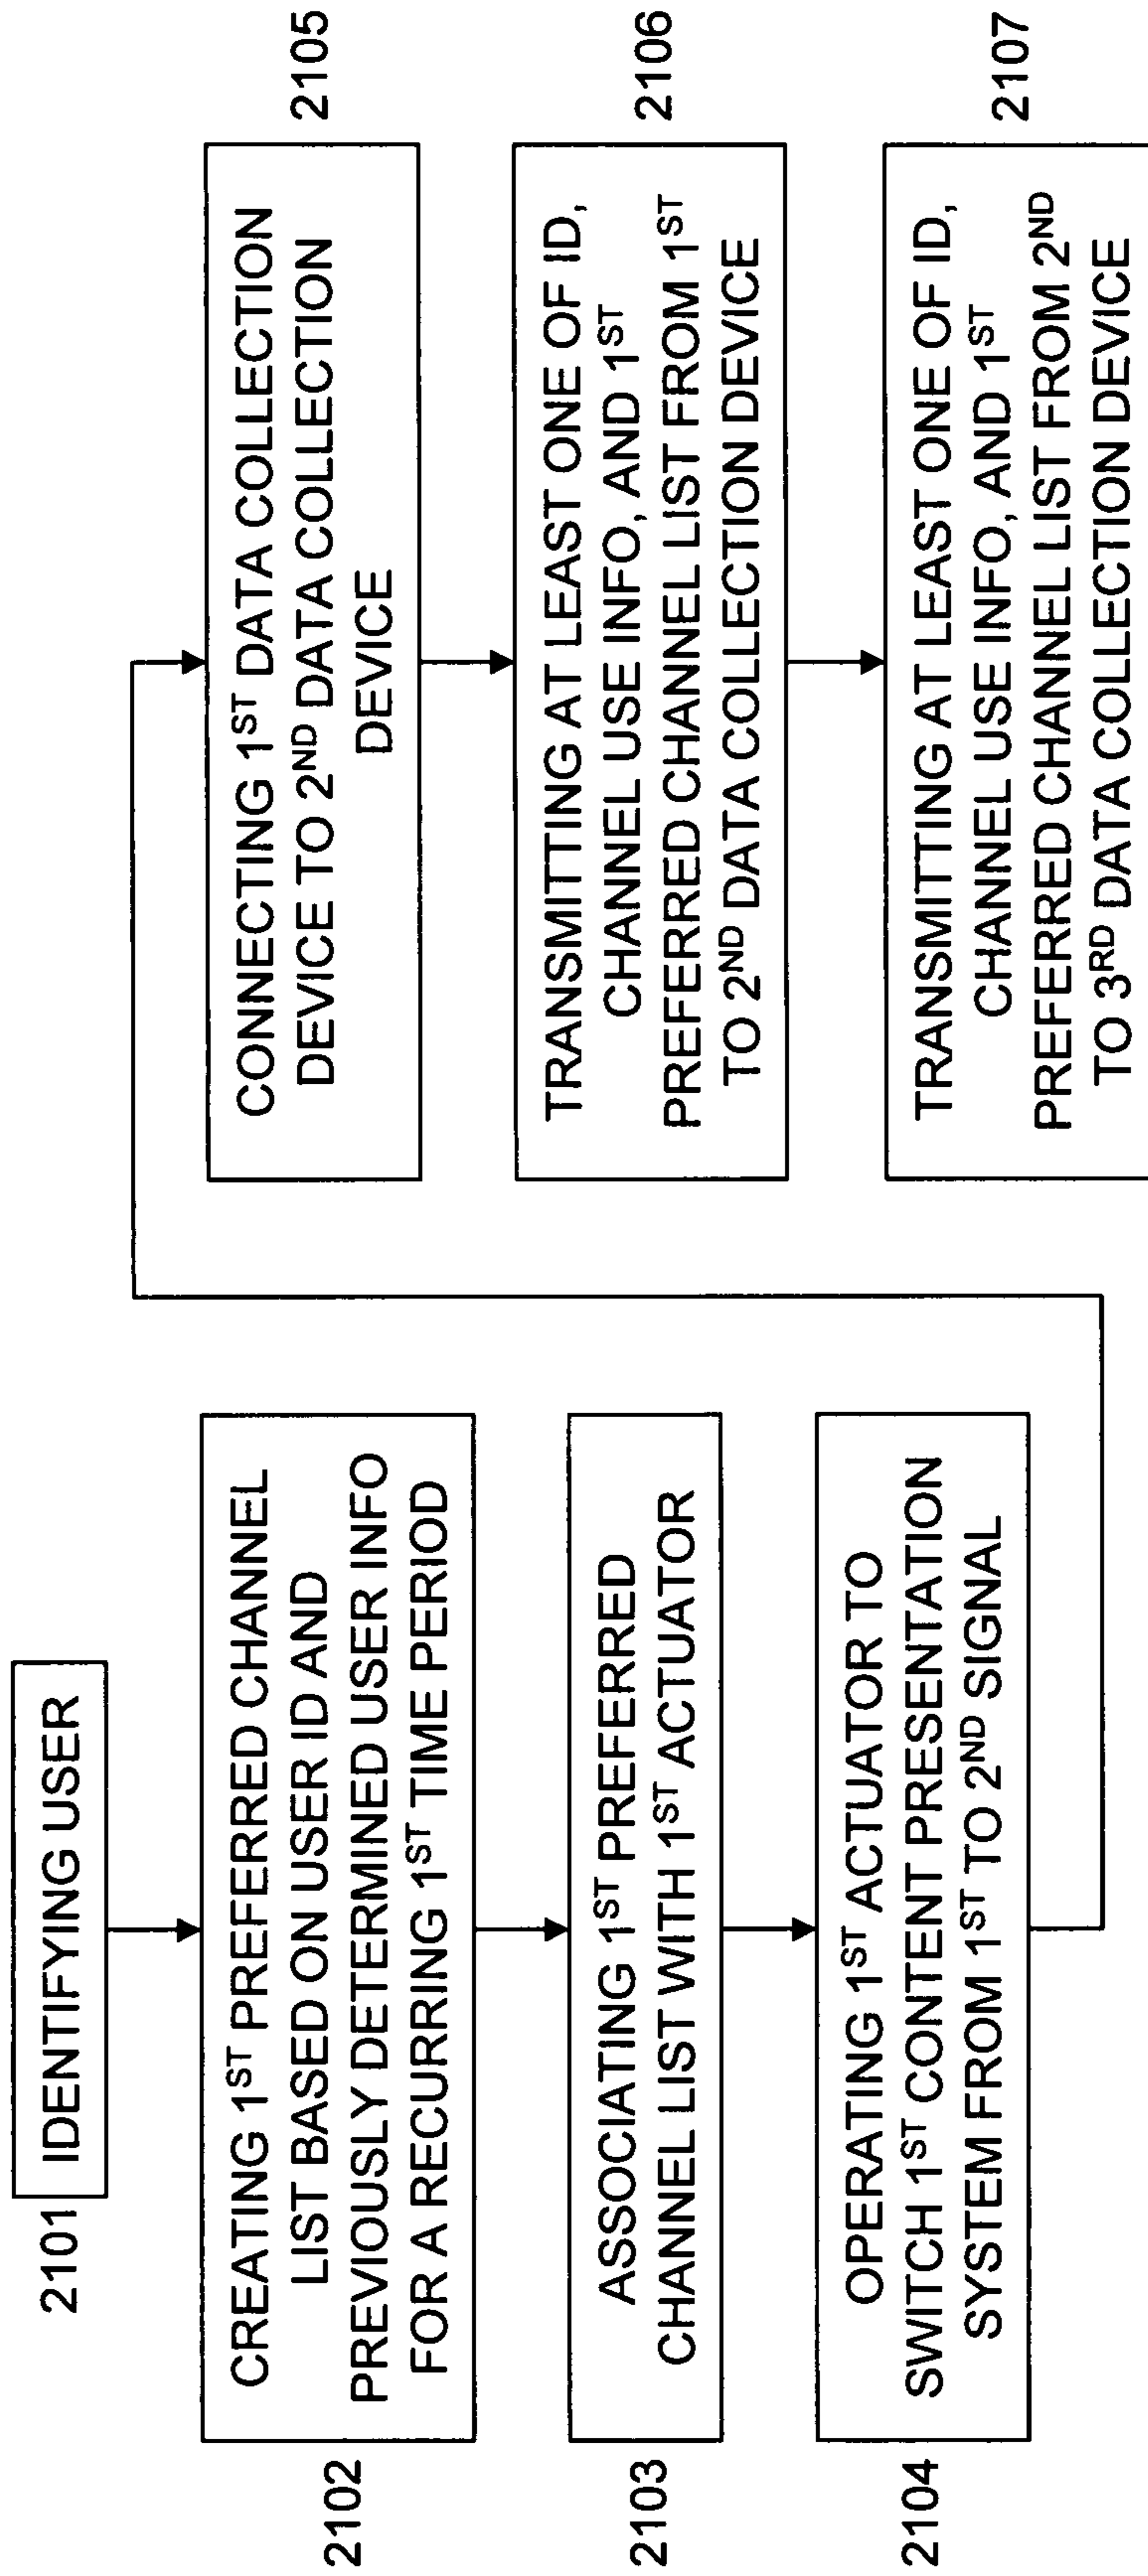 2101
IDENTIFYING USER
2102
CREATING 1ST PREFERRED CHANNEL
LIST BASED ON USER ID AND
PREVIOUSLY DETERMINED USER INFO
FOR A RECURRING 1ST TIME PERIOD
2103
ASSOCIATING 1ST PREFERRED
CHANNEL LIST WITH 1ST ACTUATOR
2104
OPERATING 1ST ACTUATOR TO
SWITCH 1ST CONTENT PRESENTATION
SYSTEM FROM 1ST TO 2ND SIGNAL
CONNECTING 1ST DATA COLLECTION
DEVICE TO 2ND DATA COLLECTION
DEVICE
2105
TRANSMITTING AT LEAST ONE OF ID,
CHANNEL USE INFO, AND 1ST
PREFERRED CHANNEL LIST FROM 1ST
TO 2ND DATA COLLECTION DEVICE
2106
TRANSMITTING AT LEAST ONE OF ID,
CHANNEL USE INFO, AND 1ST
PREFERRED CHANNEL LIST FROM 2ND
TO 3RD DATA COLLECTION DEVICE
2107